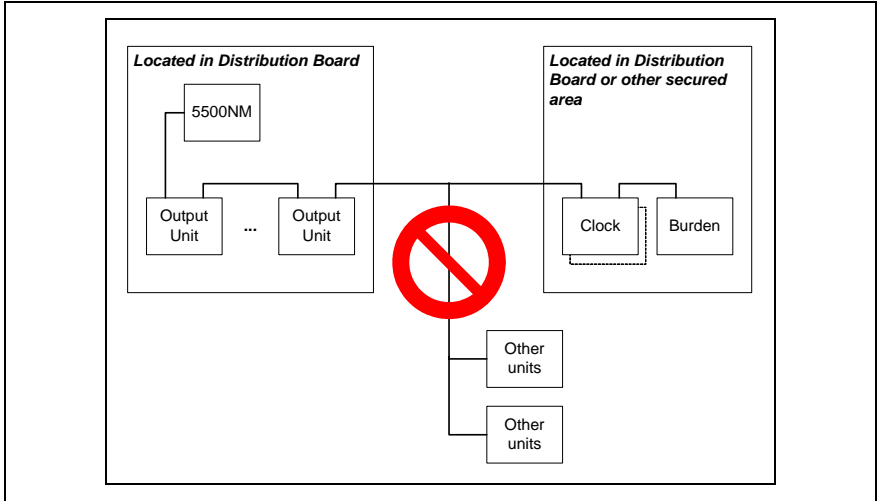 Located in Distribution Board
5500NM
Output
Unit
...
Output
Unit
Located in Distribution
Board or other secured
area
Clock
Burden
Other
units
Other
units